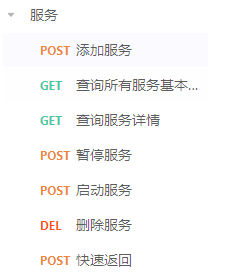 服务
POST 添加服务
GET 查询所有服务基本...
GET 查询服务详情
POST 暂停服务
POST 启动服务
DEL 删除服务
POST 快速返回